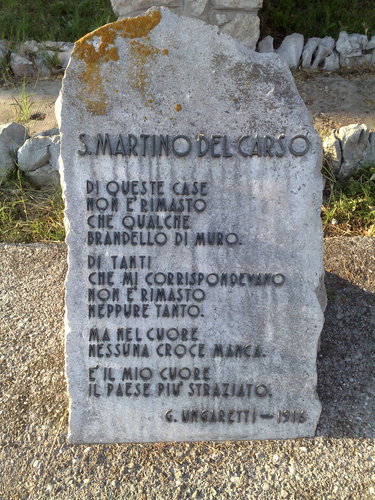 S. MARTINO DEL CARSO
DI QUESTE CASE
NON E' RIMASTO
CHE QUALCHE
BRANDELLO DI MURO.
DI TANTI
CHE MI CORRISPONDEVANO
NON E' RIMASTO
NEPPURE TANTO.
MA NEL CUORE
NESSUNA CROCE MANCA.
E' IL MIO CUORE
IL PAESE PIU' STRAZIATO.
G. UNGARETTI - 1916